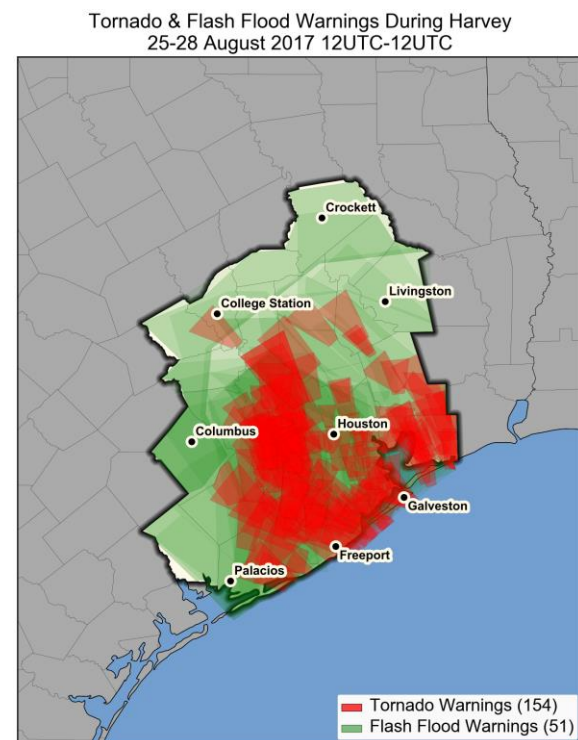 Tornado & Flash Flood Warnings During Harvey
25-28 August 2017 12UTC-12UTC
Crockett
Livingston
College Station
Houston
Columbus
Galveston
Freeport
Palacios
Tornado Warnings (154)
Flash Flood Warnings (51)